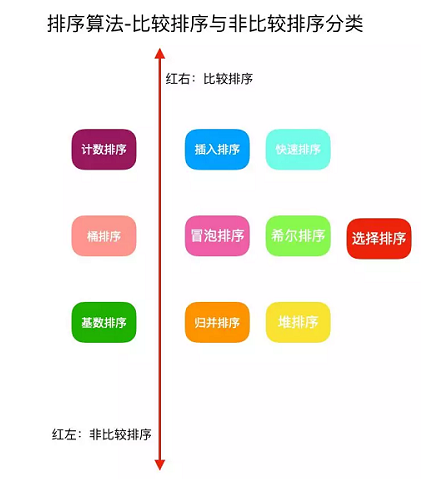 排序算法-比较排序与非比较排序分类
红右：比较排序
计数排序
插入排序
快速排序
桶排序
冒泡排序
希尔排序
选择排序
基数排序
归并排序
堆排序
红左：非比较排序